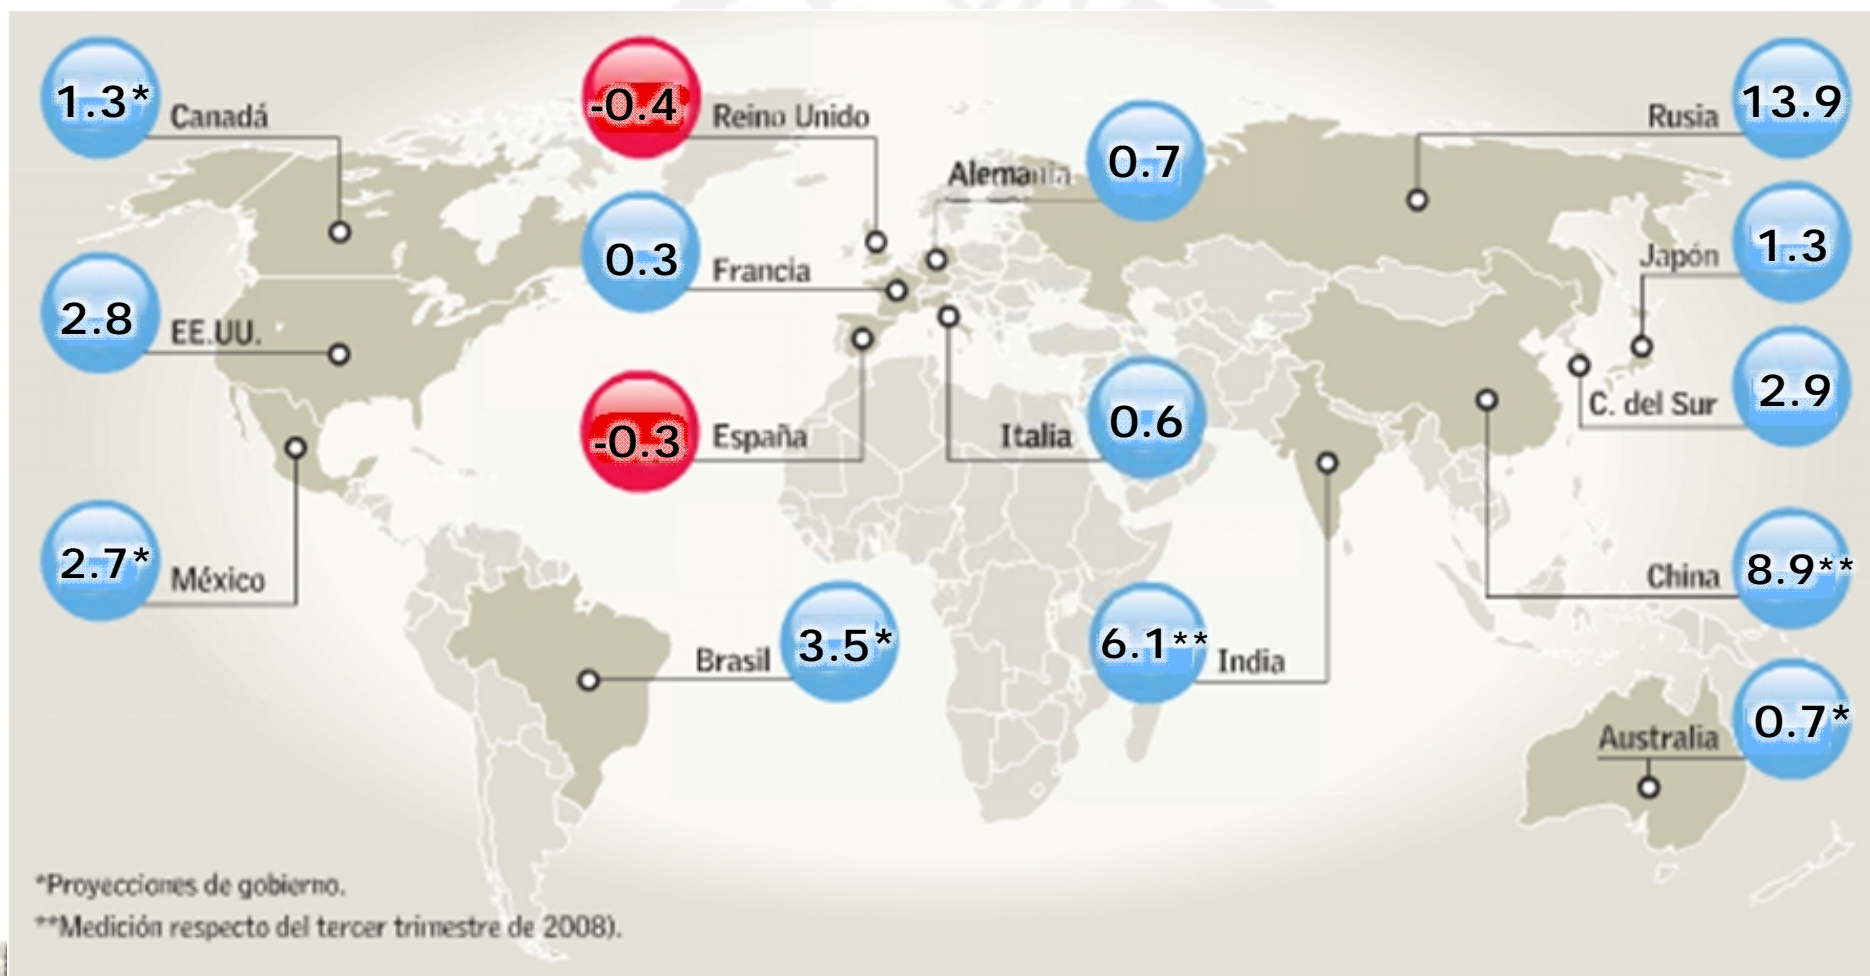 1.3*
Canadá
2.8
EE.UU.
2.7*
México
-0.4
Reino Unido
0.3
Francia
-0.3
España
Brasil
3.5*
Alemania
0.7
Italia
0.6
6.1**
India
Rusia
13.9
Japón
1.3
C. del Sur
2.9
China
8.9**
Australia
0.7*
*Proyecciones de gobierno.
**Medición respecto del tercer trimestre de 2008).